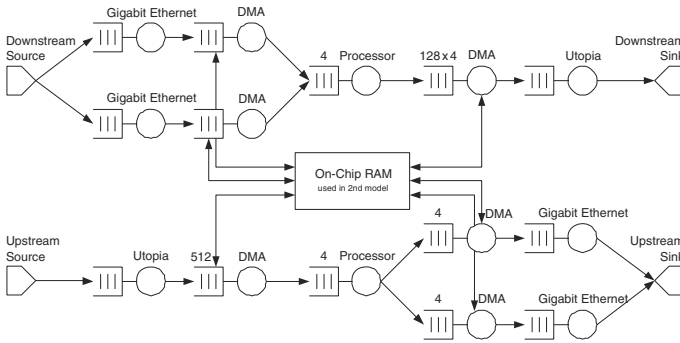 Gigabit Ethernet
DMA
Downstream
Source
4
Processor
128x4
DMA
Utopia
Downstream
Sink
Gigabit Ethernet
DMA
On-Chip RAM
used in 2nd model
Upstream
Source
Utopia
512
DMA
4
Processor
4
DMA
Gigabit Ethernet
Upstream
Sink
4
DMA
Gigabit Ethernet